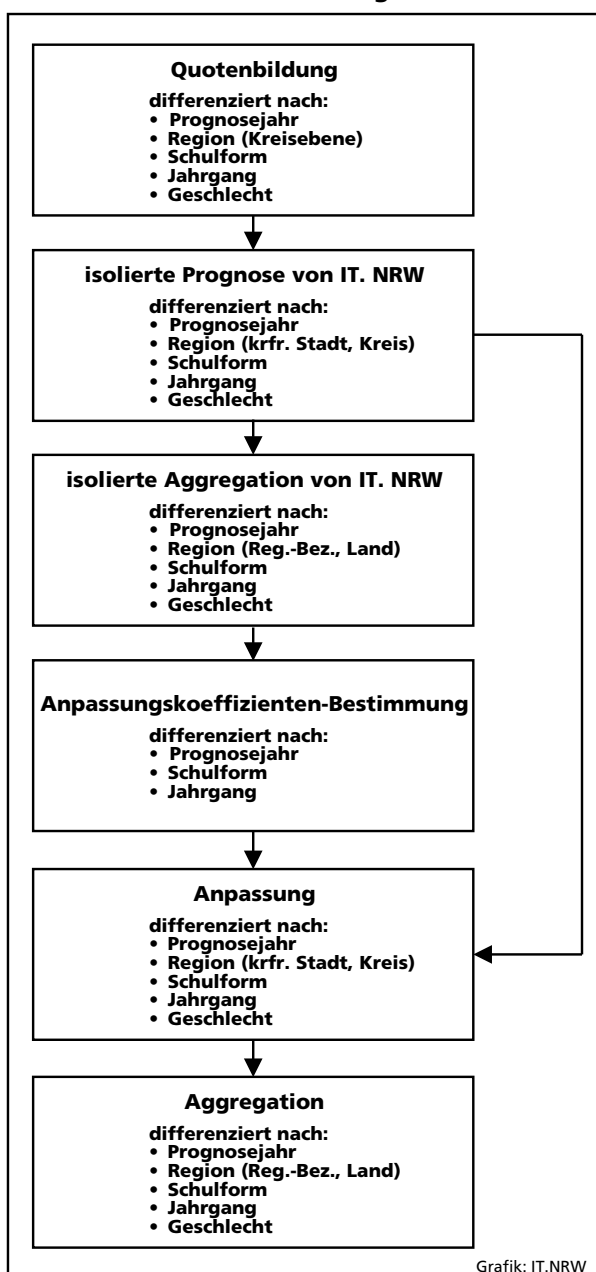 Quotenbildung
differenziert nach:
• Prognosejahr
• Region (Kreisebene)
• Schulform
• Jahrgang
• Geschlecht
isolierte Prognose von IT. NRW
differenziert nach:
• Prognosejahr
• Region (krfr. Stadt, Kreis)
• Schulform
• Jahrgang
• Geschlecht
isolierte Aggregation von IT. NRW
differenziert nach:
• Prognosejahr
• Region (Reg.-Bez., Land)
• Schulform
• Jahrgang
• Geschlecht
Anpassungskoeffizienten-Bestimmung
differenziert nach:
• Prognosejahr
• Schulform
• Jahrgang
Anpassung
differenziert nach:
• Prognosejahr
• Region (krfr. Stadt, Kreis)
• Schulform
• Jahrgang
• Geschlecht
Aggregation
differenziert nach:
• Prognosejahr
• Region (Reg.-Bez., Land)
• Schulform
• Jahrgang
• Geschlecht
Grafik: IT.NRW